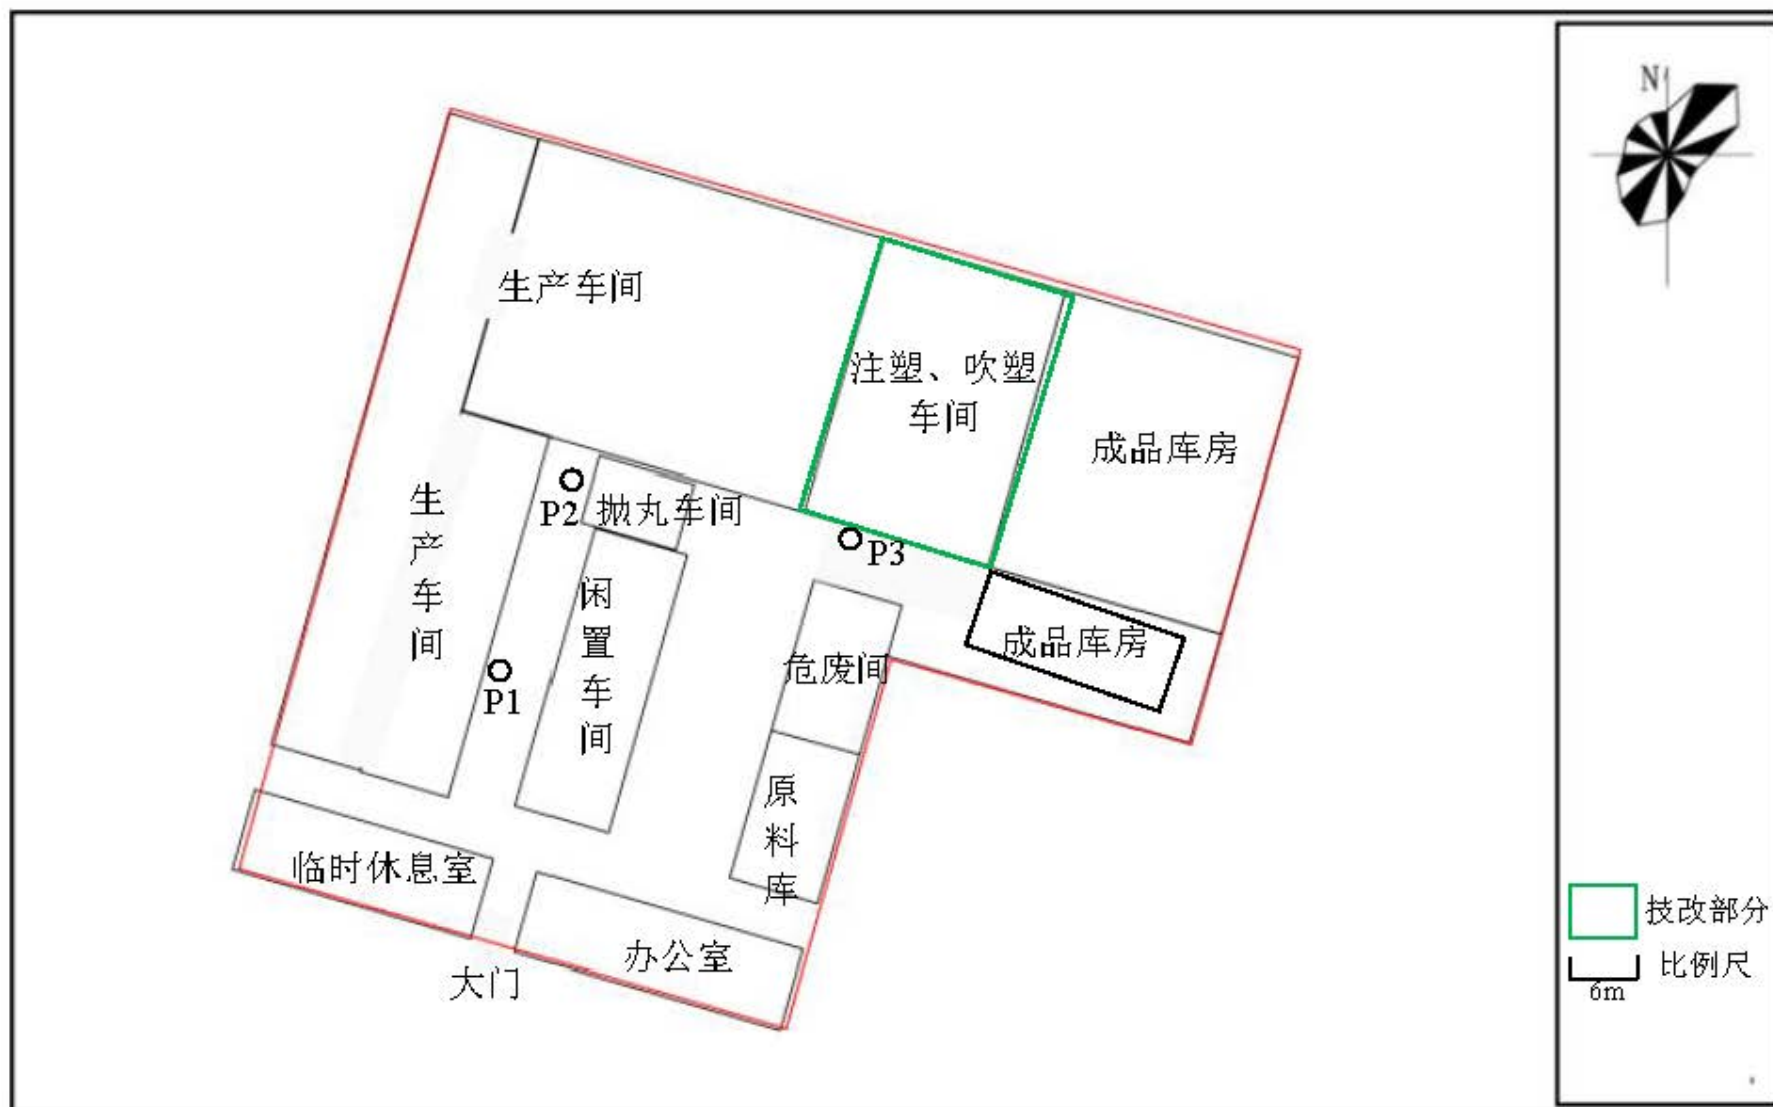 N
生产车间
注塑、吹塑
车间
成品库房
生产车间
P2
抛丸车间
P3
闲置车间
成品库房
危废间
P1
原料库
临时休息室
办公室
大门
技改部分
比例尺
6m